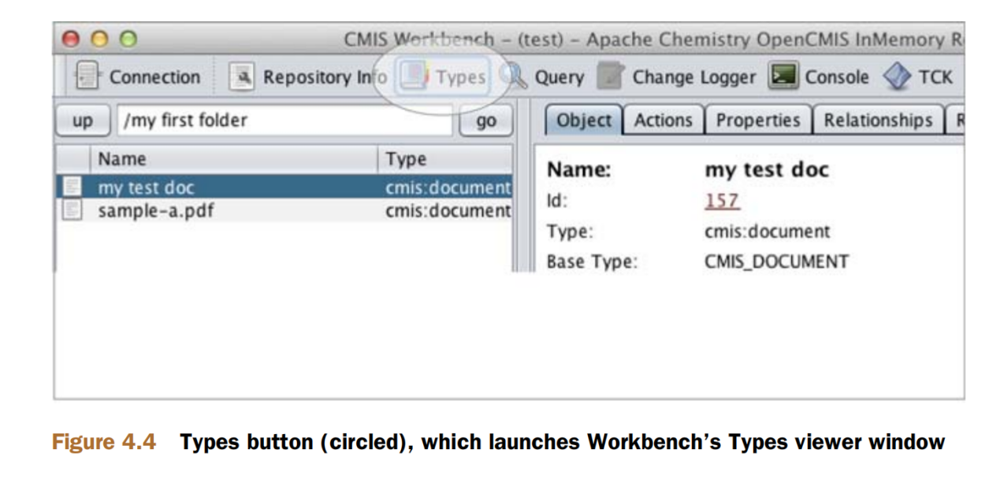 CMIS Workbench – (test) – Apache Chemistry OpenCMIS InMemory R
Connection Repository Info Types Query Change Logger Console TCK
up /my first folder go Object Actions Properties Relationships R
Name Type
my test doc cmis:document
sample-a.pdf cmis:document
Name: my test doc
Id: 157
Type: cmis:document
Base Type: CMIS_DOCUMENT
Figure 4.4 Types button (circled), which launches Workbench's Types viewer window